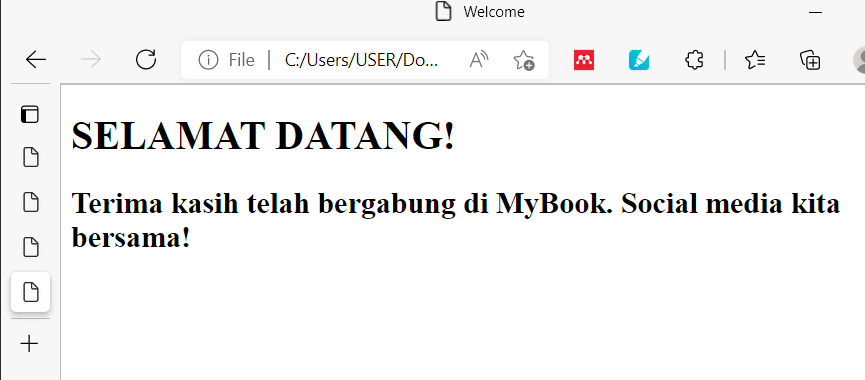 Welcome
File | C:/Users/USER/Do...
SELAMAT DATANG!
Terima kasih telah bergabung di MyBook. Social media kita
bersama!